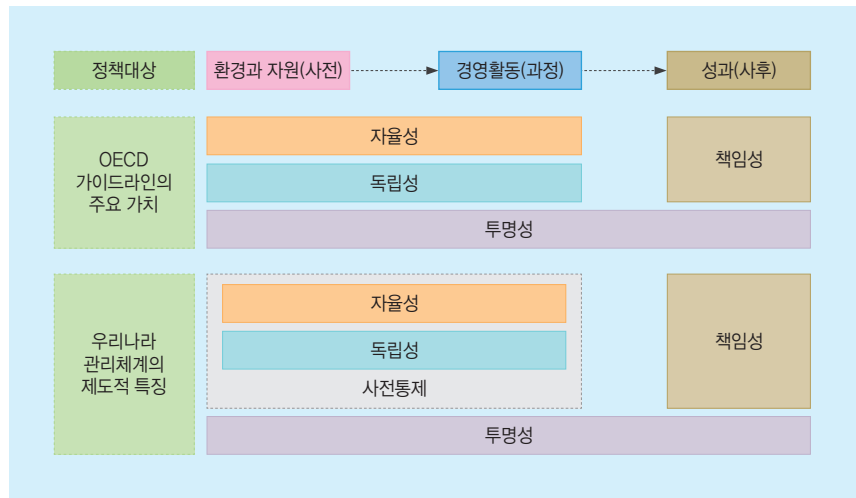 정책대상
환경과 자원(사전)
경영활동(과정)
성과(사후)
OECD
가이드라인의
주요 가치
자율성
독립성
책임성
투명성
우리나라
관리체계의
제도적 특징
자율성
독립성
사전통제
책임성
투명성